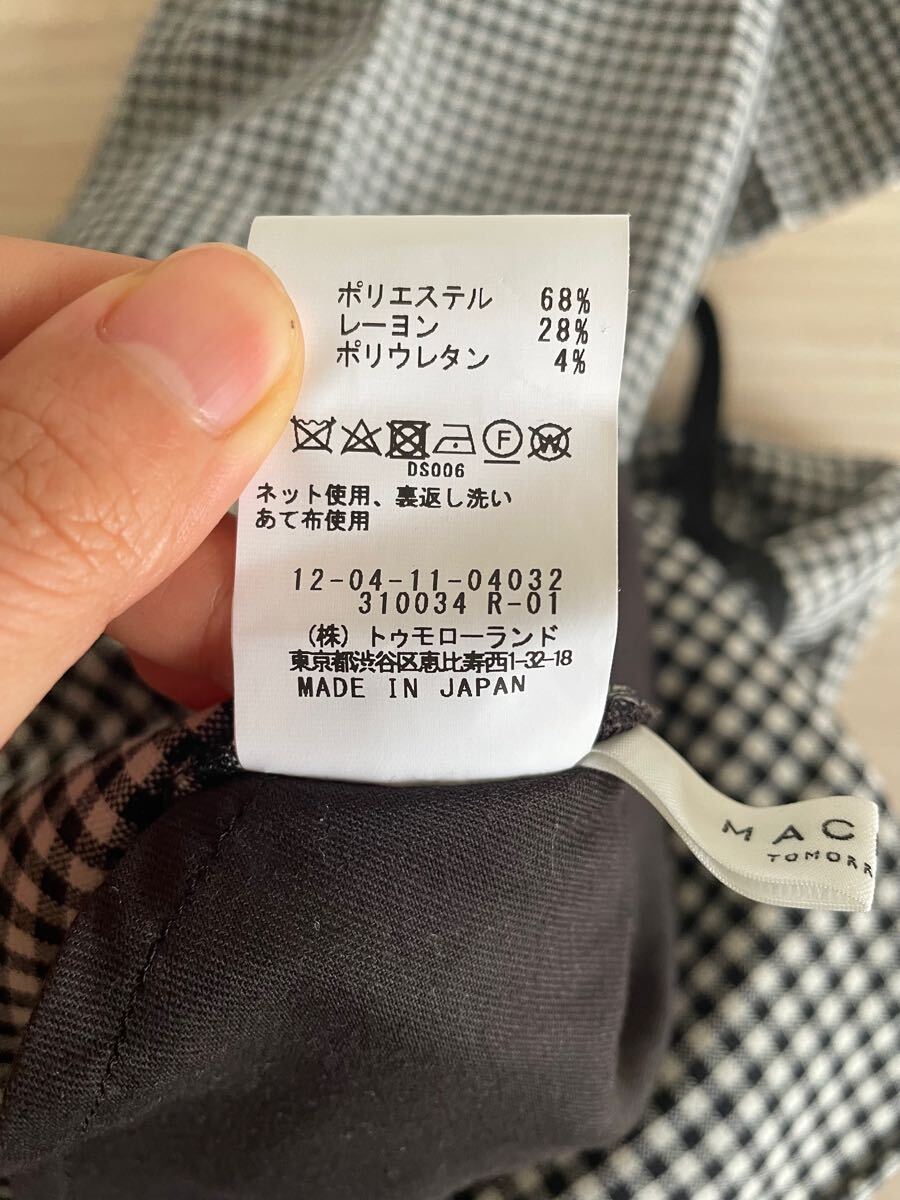 ポリエステル 68%
レーヨン 28%
ポリウレタン 4%
F W
DS006
ネット使用、裏返し洗い
あて布使用
12-04-11-04032
310034 R-01
(株) トゥモローランド
東京都渋谷区恵比寿西1-32-18
MADE IN JAPAN
MAC
TOMORR